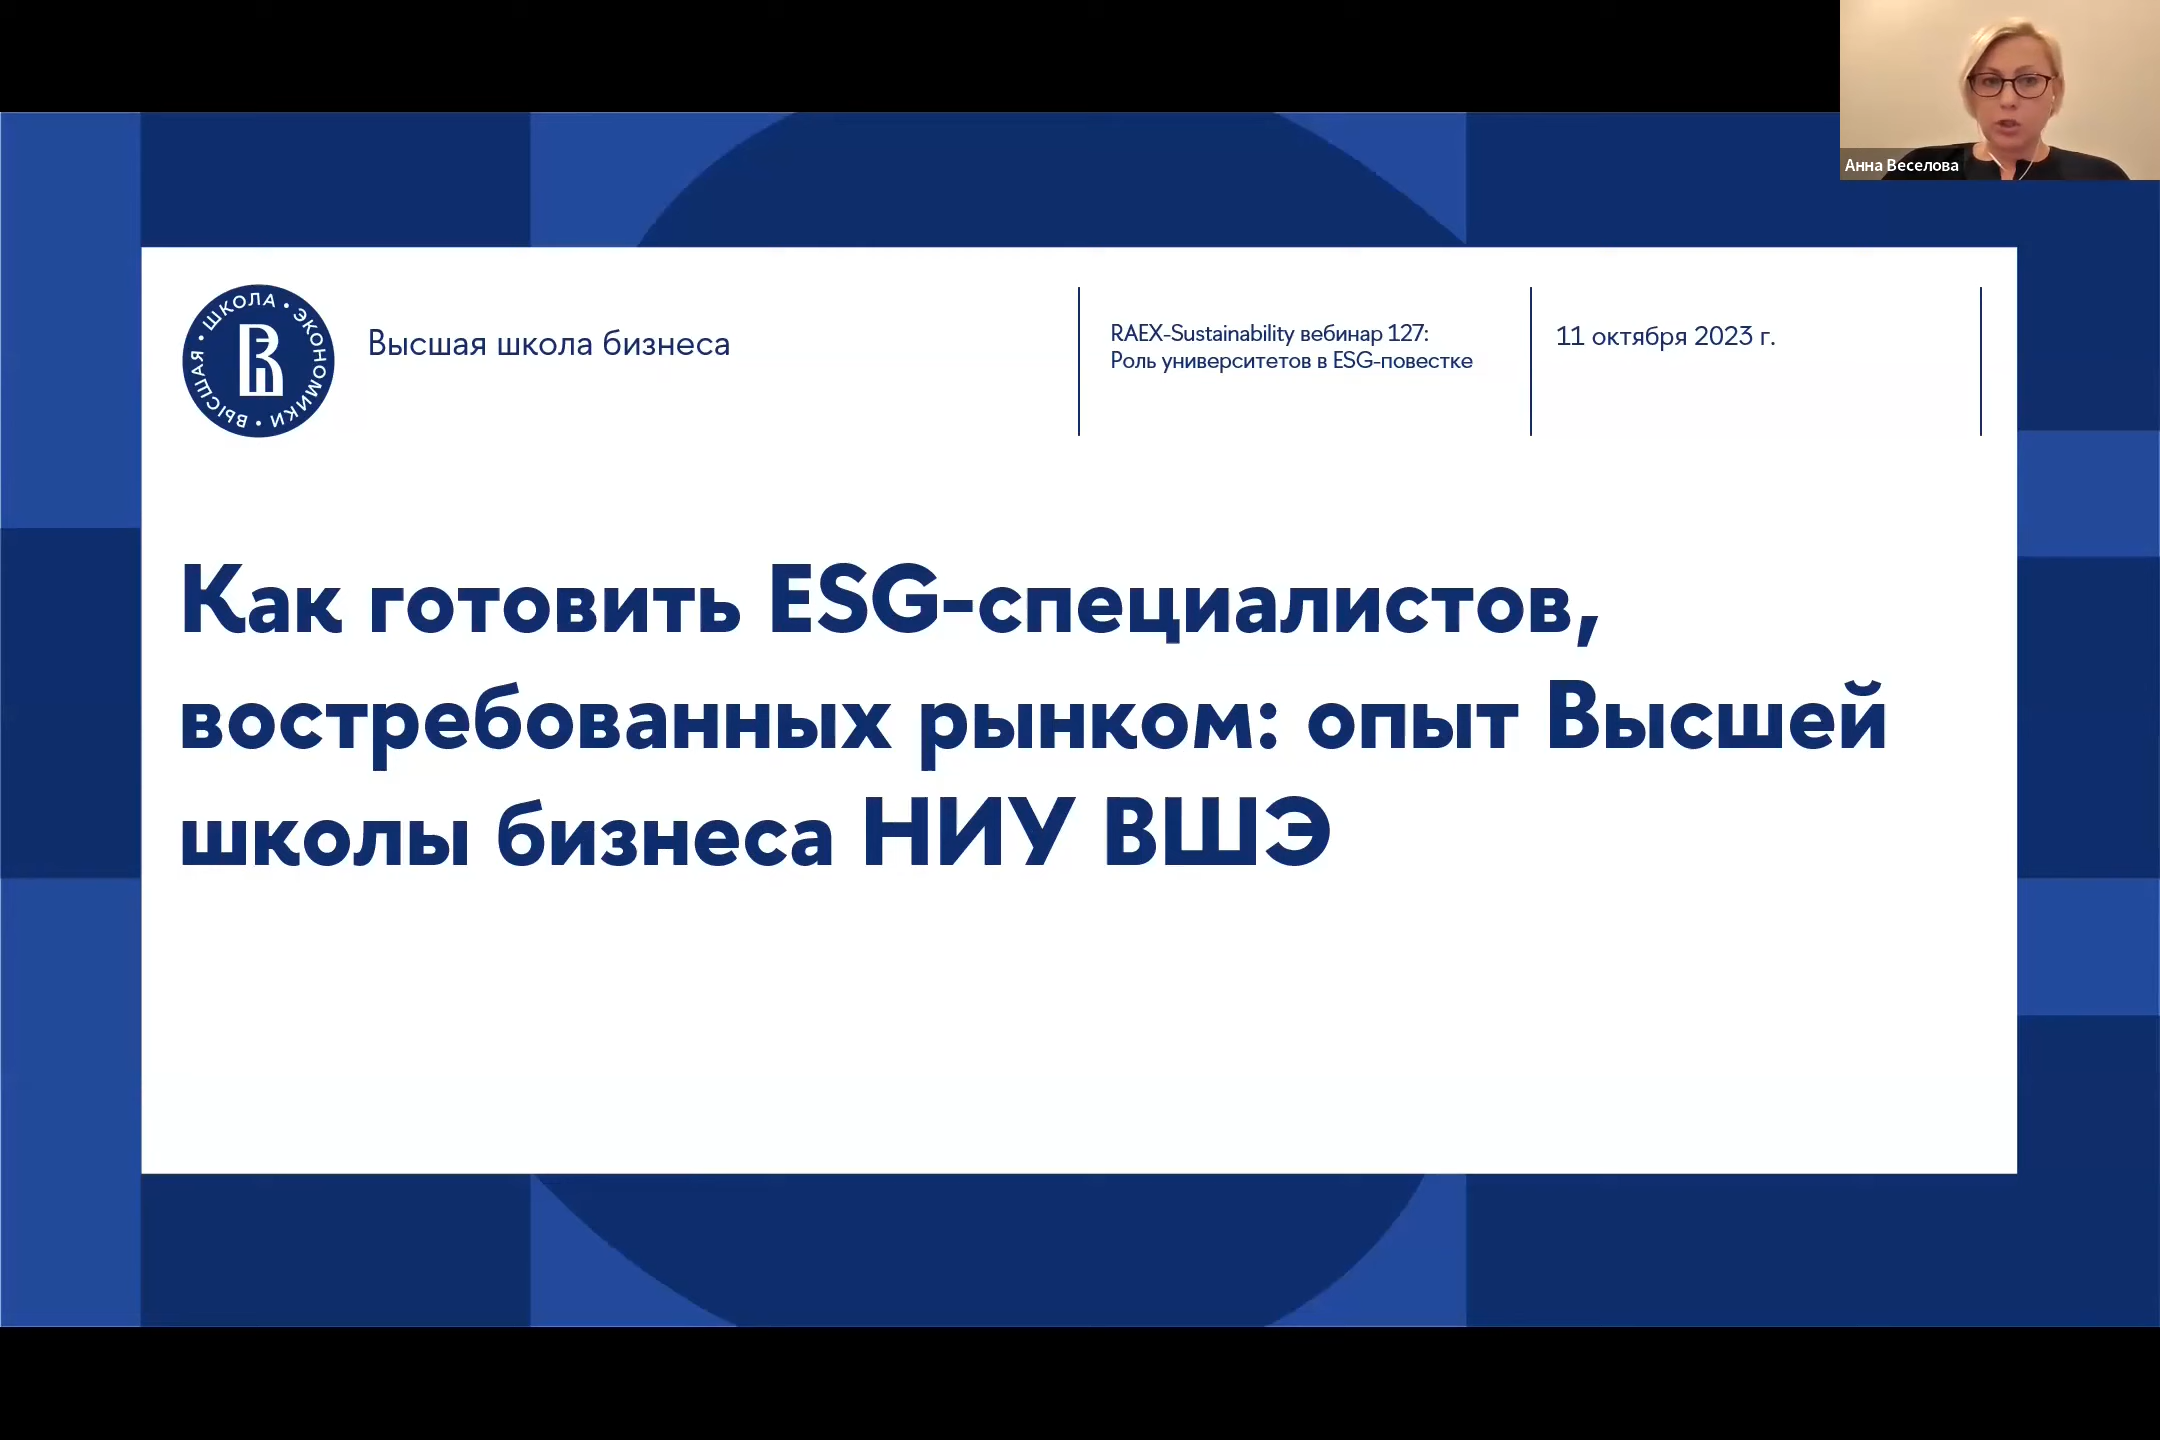 Анна Веселова
ВЫСШАЯ • ШКОЛА • ЭКОНОМИКИ •
Высшая школа бизнеса
RAEX-Sustainability вебинар 127:
Роль университетов в ESG-повестке
11 октября 2023 г.
Как готовить ESG-специалистов,
востребованных рынком: опыт Высшей
школы бизнеса НИУ ВШЭ